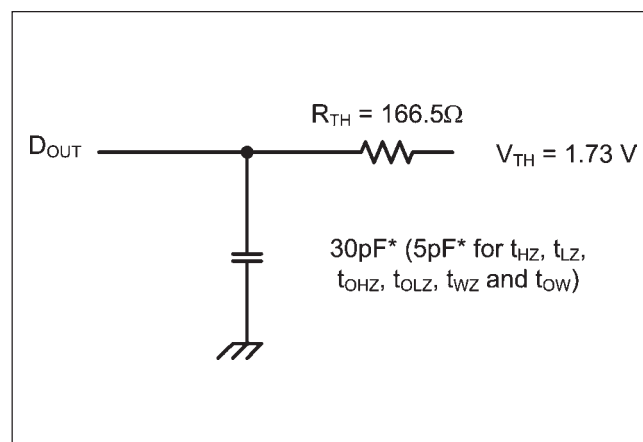 R_TH = 166.5Ω
D_OUT
V_TH = 1.73 V
30pF* (5pF* for t_HZ, t_LZ,
t_OHZ, t_OLZ, t_WZ and t_OW)